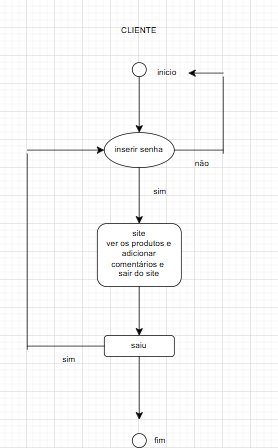 CLIENTE
inicio
inserir senha
não
sim
site
ver os produtos e
adicionar
comentários e
sair do site
saiu
sim
fim